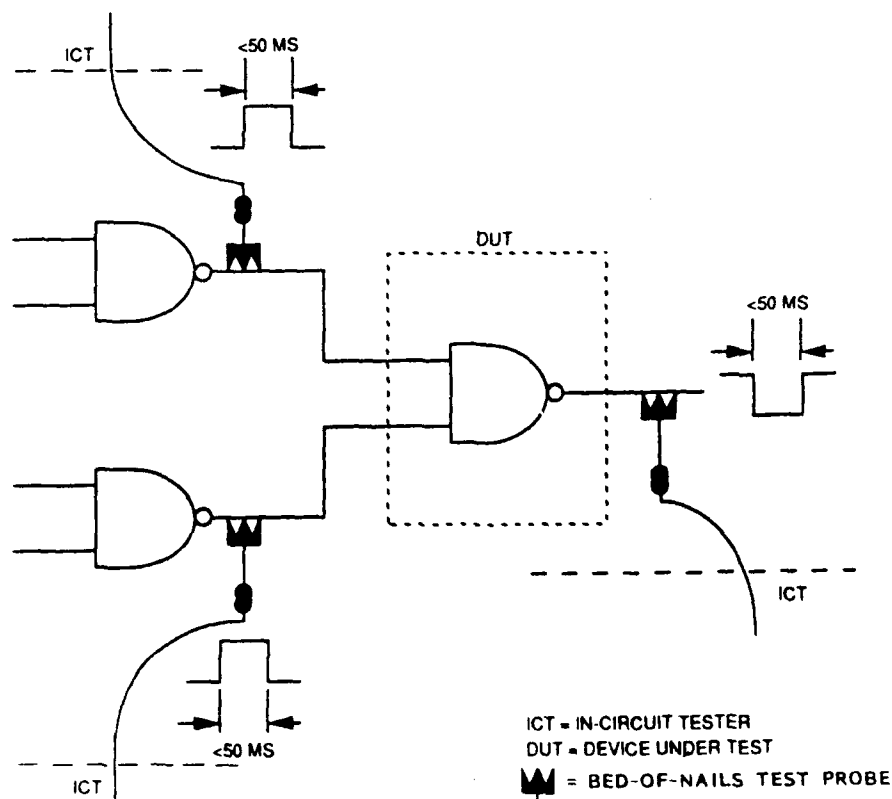 ICT
<50 MS
DUT
<50 MS
ICT
<50 MS
ICT
ICT = IN-CIRCUIT TESTER
DUT = DEVICE UNDER TEST
= BED-OF-NAILS TEST PROBE